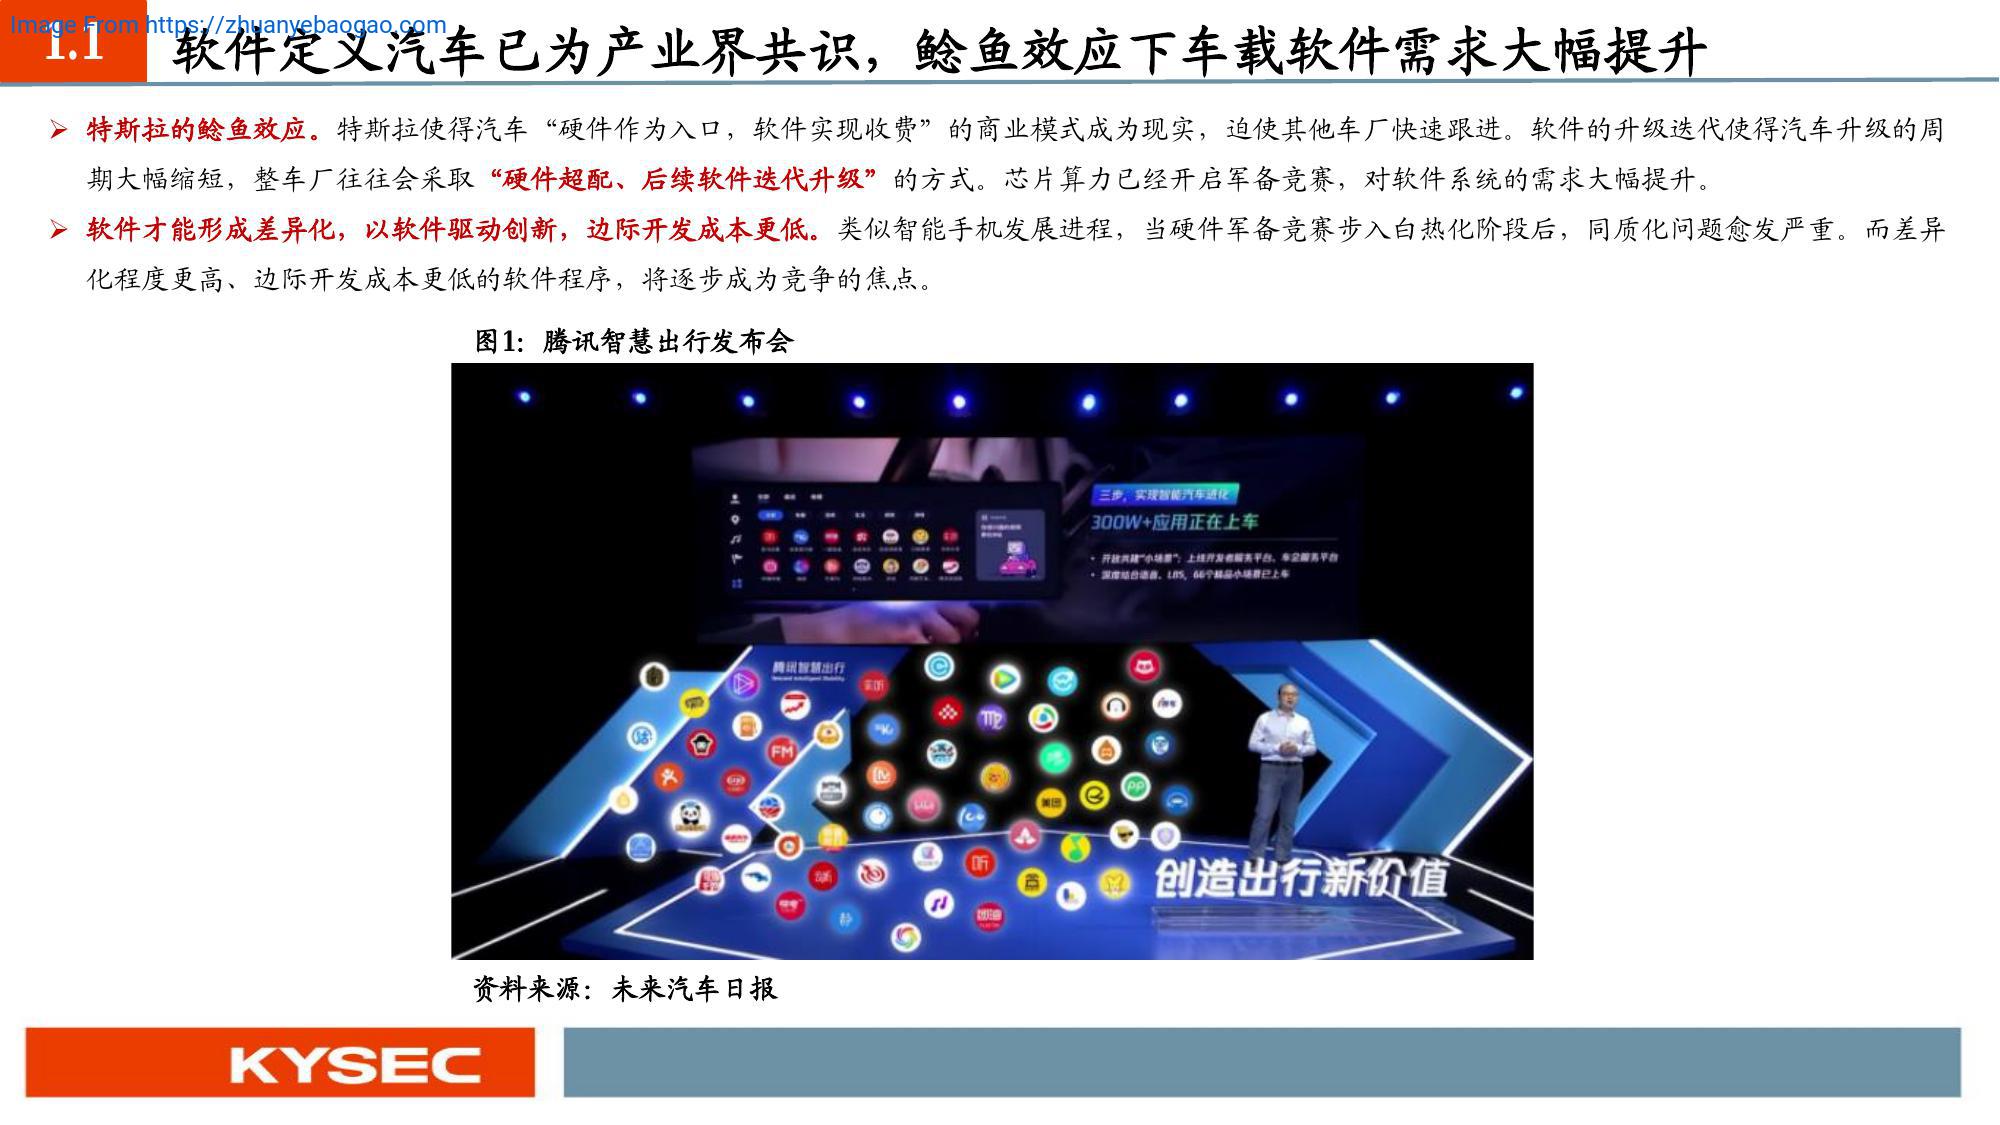 Image From https://zhuanyebaogao.com
1.1 软件定义汽车已为产业界共识，鲶鱼效应下车载软件需求大幅提升
➢ 特斯拉的鲶鱼效应。特斯拉使得汽车“硬件作为入口，软件实现收费”的商业模式成为现实，迫使其他车厂快速跟进。软件的升级迭代使得汽车升级的周
期大幅缩短，整车厂往往会采取“硬件超配、后续软件迭代升级”的方式。芯片算力已经开启军备竞赛，对软件系统的需求大幅提升。
➢ 软件才能形成差异化，以软件驱动创新，边际开发成本更低。类似智能手机发展进程，当硬件军备竞赛步入白热化阶段后，同质化问题愈发严重。而差异
化程度更高、边际开发成本更低的软件程序，将逐步成为竞争的焦点。
图1：腾讯智慧出行发布会
三步，实现智能汽车进化
300W+应用正在上车
· 开放共建“小场景”：上线开发者服务平台、车企服务平台
· 深度结合语音、LBS，66个精品小场景已上车
腾讯智慧出行
Tencent Intelligent Mobility
FM
美团
PP
听
创造出行新价值
资料来源：未来汽车日报
KYSEC